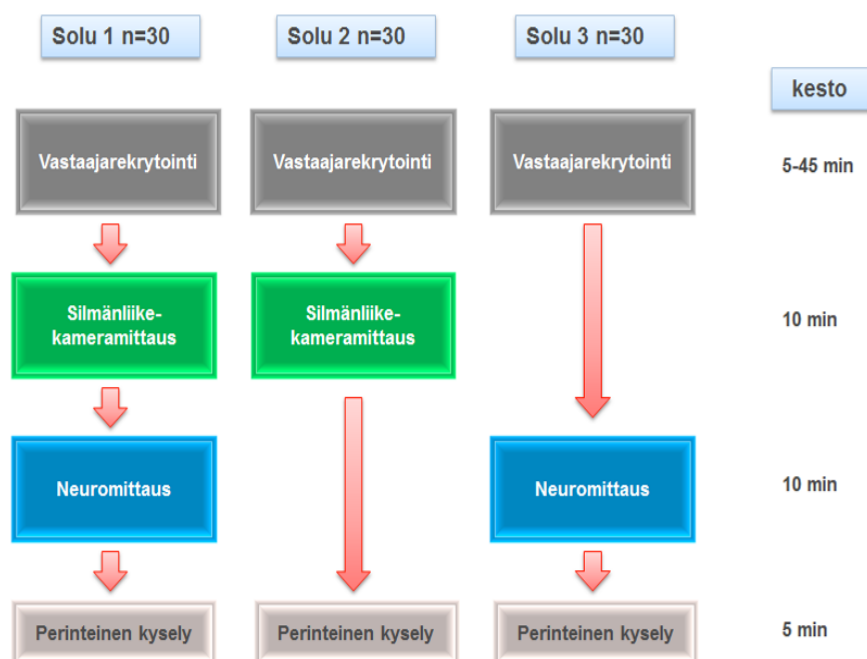 Solu 1 n=30
Solu 2 n=30
Solu 3 n=30
kesto
Vastaajarekrytointi
Vastaajarekrytointi
Vastaajarekrytointi
5-45 min
Silmänliike-
kameramittaus
Silmänliike-
kameramittaus
10 min
Neuromittaus
Neuromittaus
10 min
Perinteinen kysely
Perinteinen kysely
Perinteinen kysely
5 min